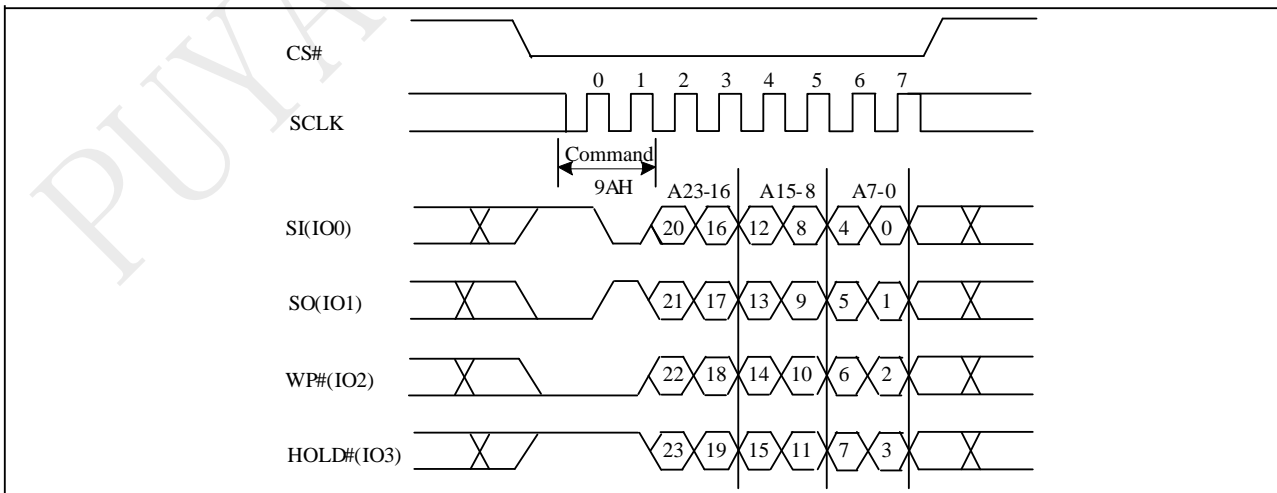 PUYA
CS#
0 1 2 3 4 5 6 7
SCLK
Command
9AH
A23-16 A15-8 A7-0
SI(IO0) 20 16 12 8 4 0
SO(IO1) 21 17 13 9 5 1
WP#(IO2) 22 18 14 10 6 2
HOLD#(IO3) 23 19 15 11 7 3